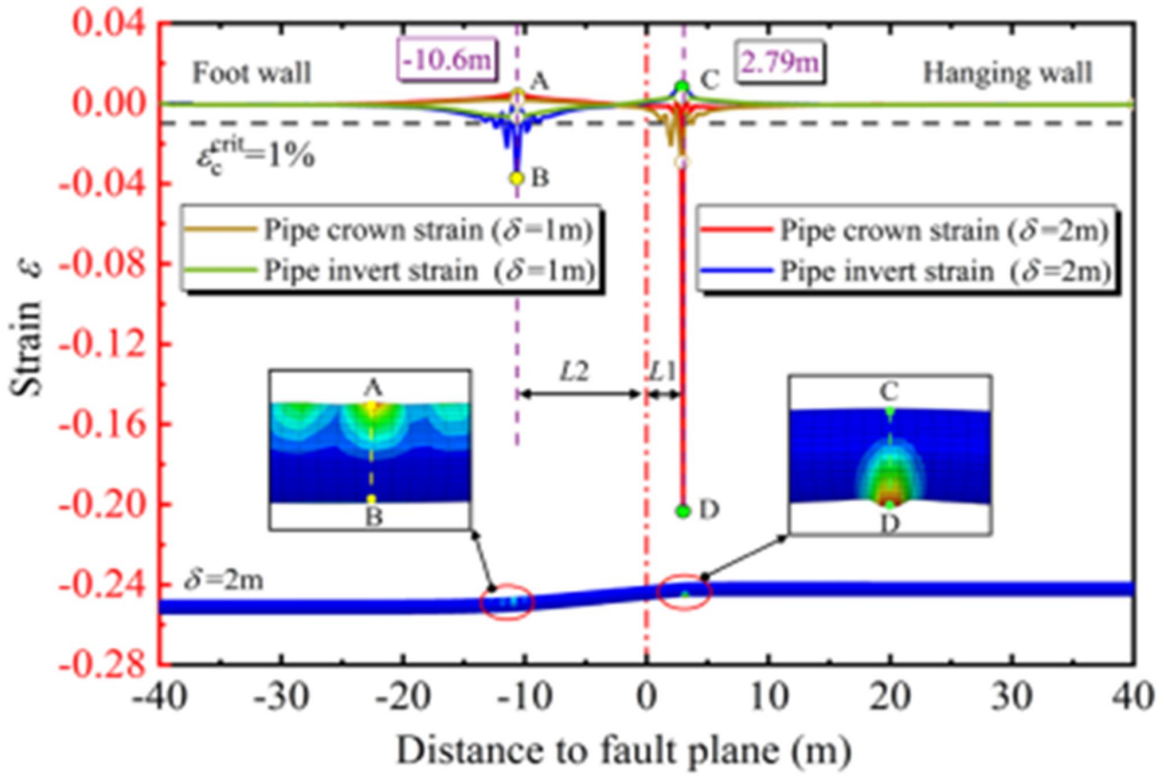 0.04
0.00
-0.04
-0.08
-0.12
-0.16
-0.20
-0.24
-0.28
Strain ε
-10.6m
2.79m
Foot wall
A
C
Hanging wall
ε_c^crit=1%
B
Pipe crown strain (δ=1m)
Pipe invert strain (δ=1m)
Pipe crown strain (δ=2m)
Pipe invert strain (δ=2m)
L2
L1
A
B
C
D
D
δ=2m
-40 -30 -20 -10 0 10 20 30 40
Distance to fault plane (m)